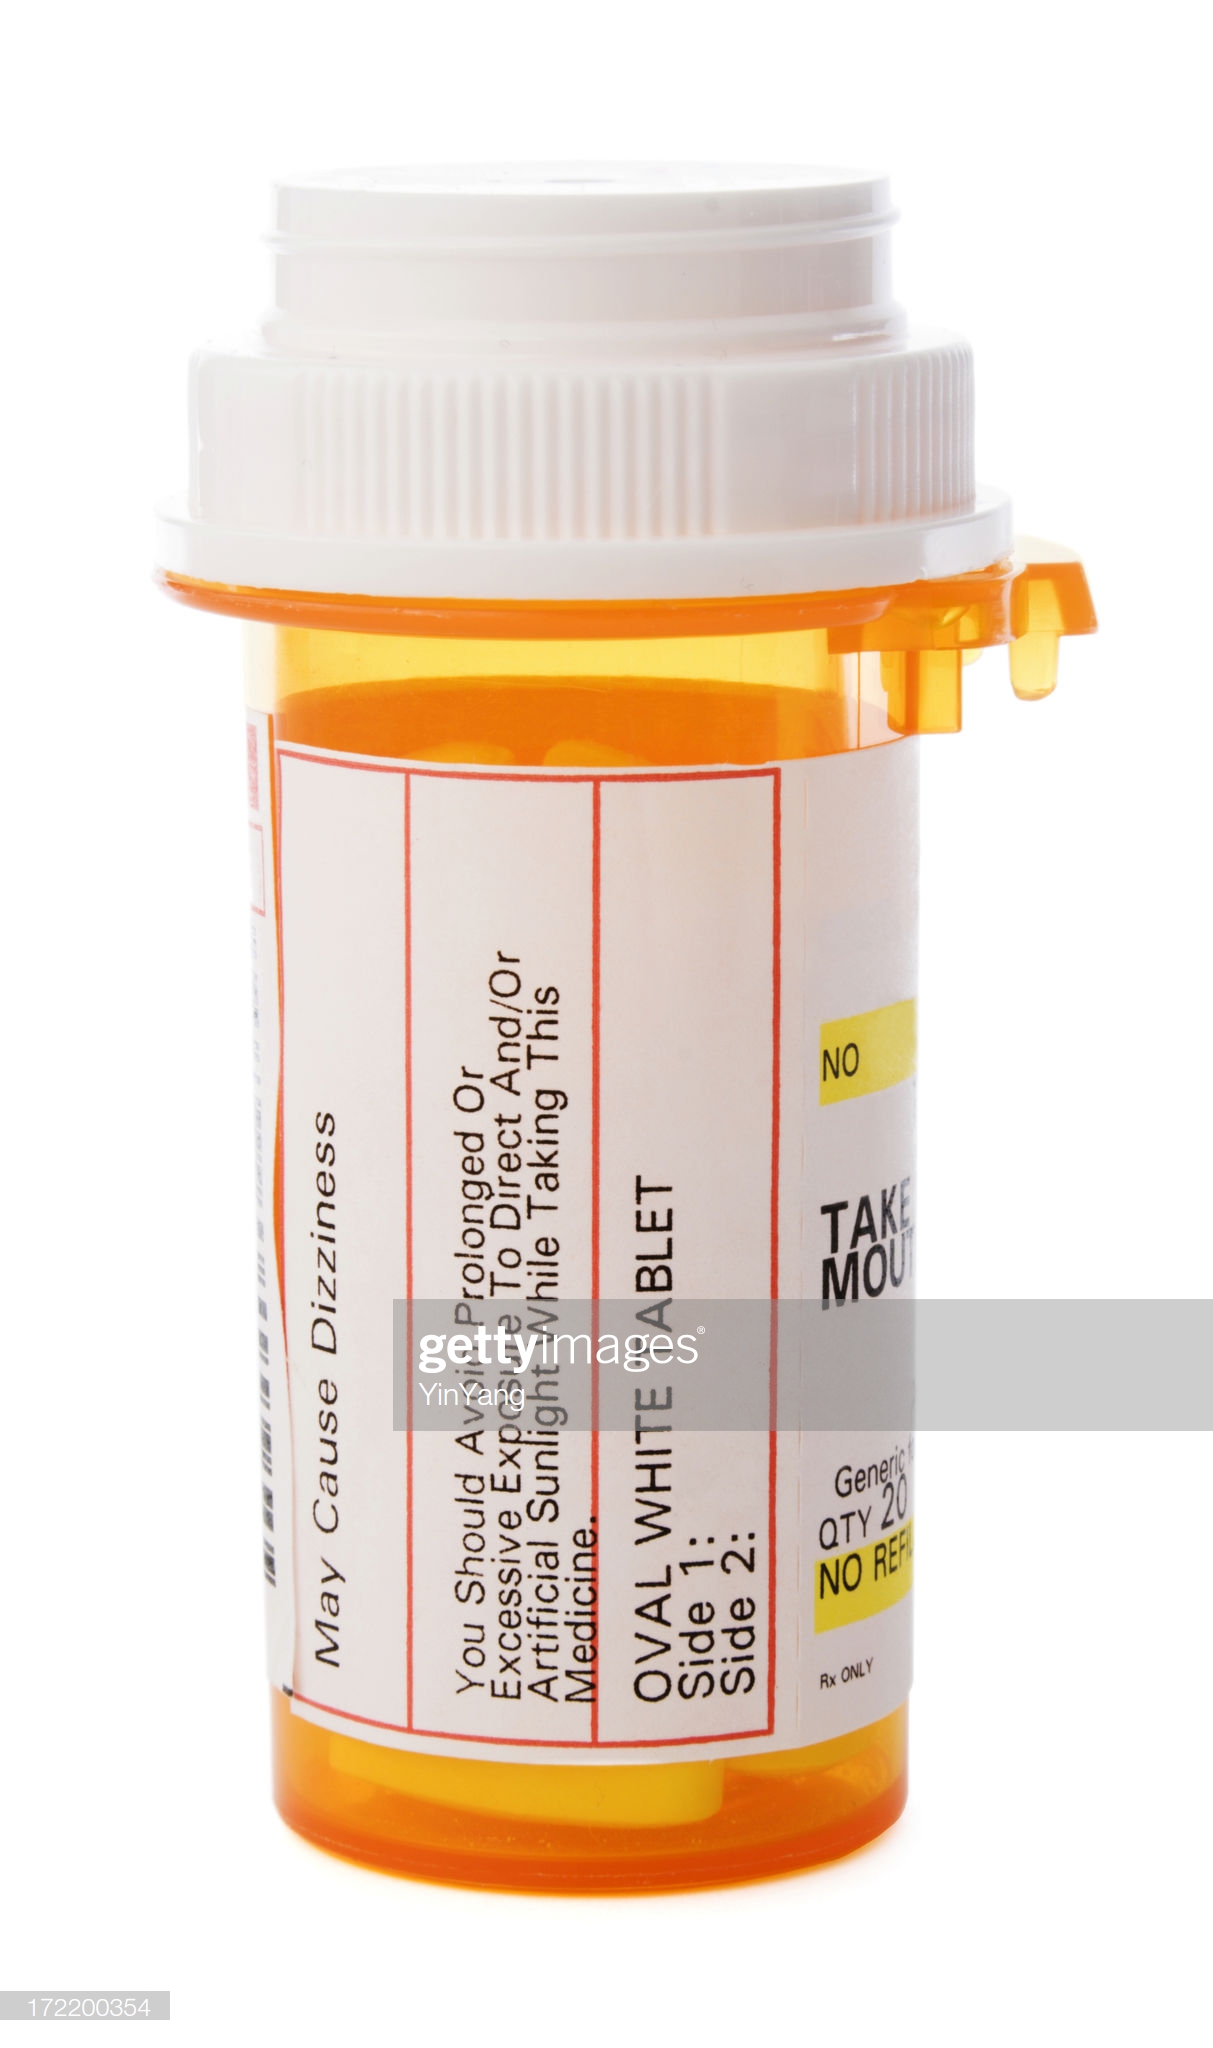 May Cause Dizziness
You Should Avoid Prolonged Or
Excessive Exposure To Direct And/Or
Artificial Sunlight While Taking This
Medicine.
OVAL WHITE TABLET
Side 1:
Side 2:
NO
TAKE
MOUT
Generic
QTY 20
NO REFIL
Rx ONLY
gettyimages®
YinYang
172200354